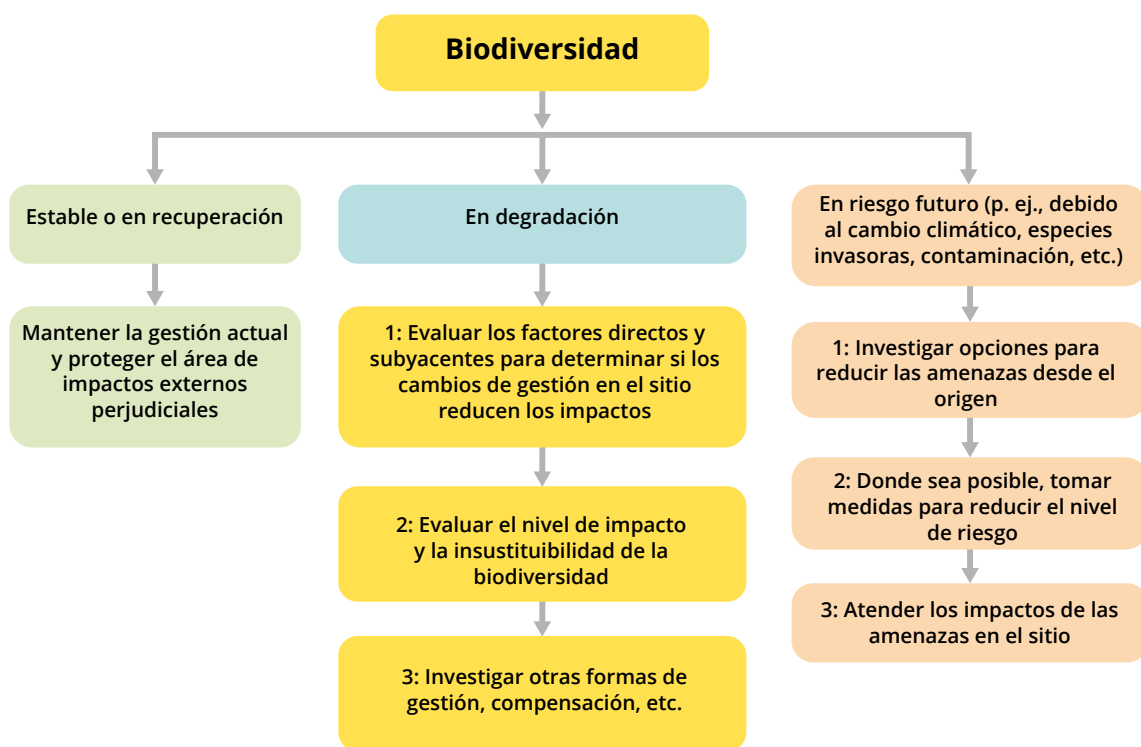 Biodiversidad
Estable o en recuperación
Mantener la gestión actual
y proteger el área de
impactos externos
perjudiciales
En degradación
1: Evaluar los factores directos y
subyacentes para determinar si los
cambios de gestión en el sitio
reducen los impactos
2: Evaluar el nivel de impacto
y la insustituibilidad de la
biodiversidad
3: Investigar otras formas de
gestión, compensación, etc.
En riesgo futuro (p. ej., debido
al cambio climático, especies
invasoras, contaminación, etc.)
1: Investigar opciones para
reducir las amenazas desde el
origen
2: Donde sea posible, tomar
medidas para reducir el nivel
de riesgo
3: Atender los impactos de las
amenazas en el sitio